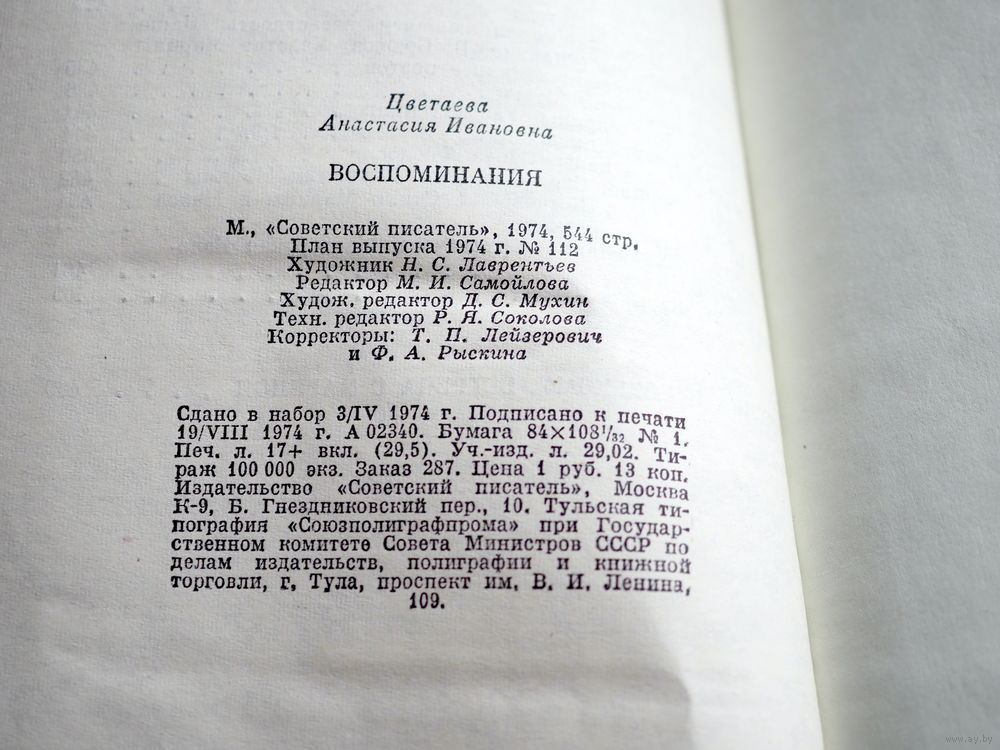 Цветаева
Анастасия Ивановна
ВОСПОМИНАНИЯ
М., «Советский писатель», 1974, 544 стр.
План выпуска 1974 г. № 112
Художник Н. С. Лаврентьев
Редактор М. И. Самойлова
Худож. редактор Д. С. Мухин
Техн. редактор Р. Я. Соколова
Корректоры: Т. П. Лейзерович
и Ф. А. Рыскина
Сдано в набор 3/IV 1974 г. Подписано к печати
19/VIII 1974 г. А 02340. Бумага 84×108¹/₃₂ № 1.
Печ. л. 17+ вкл. (29,5). Уч.-изд. л. 29,02. Ти-
раж 100 000 экз. Заказ 287. Цена 1 руб. 13 коп.
Издательство «Советский писатель», Москва
К-9, Б. Гнездниковский пер., 10. Тульская ти-
пография «Союзполиграфпрома» при Государ-
ственном комитете Совета Министров СССР по
делам издательств, полиграфии и книжной
торговли, г. Тула, проспект им. В. И. Ленина,
109.
www.ay.by